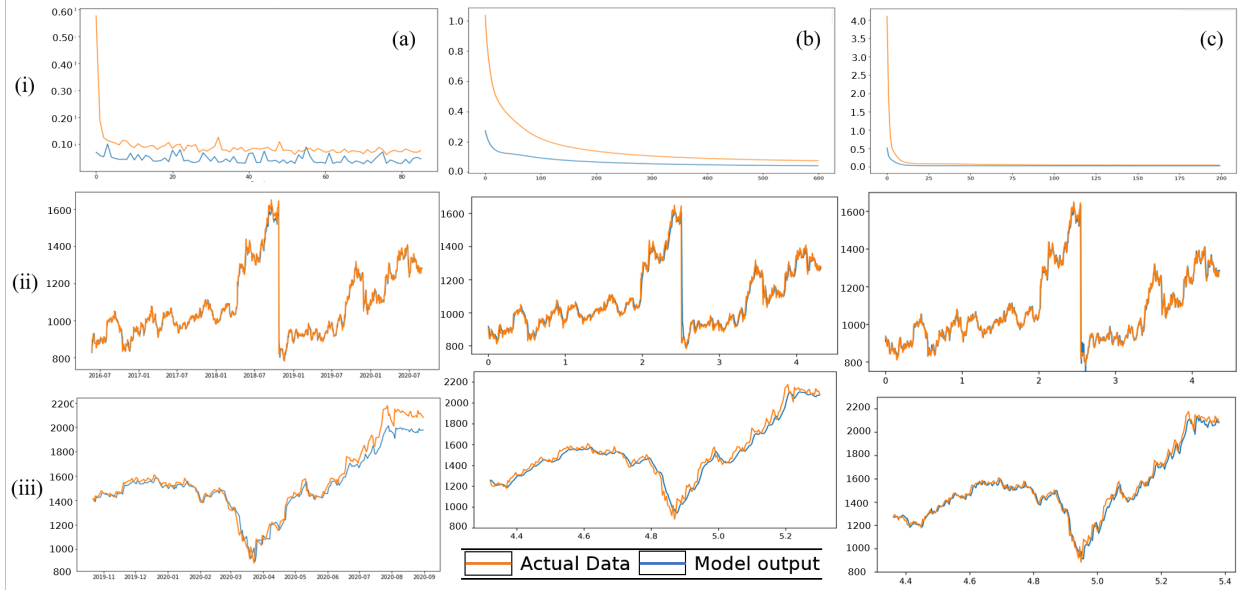 (a) (b) (c)
(i)
0.60 0.50 0.40 0.30 0.20 0.10
0 20 40 60 80
1.0 0.8 0.6 0.4 0.2 0.0
0 100 200 300 400 500 600
4.0 3.5 3.0 2.5 2.0 1.5 1.0 0.5 0.0
0 25 50 75 100 125 150 175 200
(ii)
1600 1400 1200 1000 800
2016-07 2017-01 2017-07 2018-01 2018-07 2019-01 2019-07 2020-01 2020-07
1600 1400 1200 1000 800
0 1 2 3 4
1600 1400 1200 1000 800
0 1 2 3 4
(iii)
2200 2000 1800 1600 1400 1200 1000 800
2019-11 2019-12 2020-01 2020-02 2020-03 2020-04 2020-05 2020-06 2020-07 2020-08 2020-09
2200 2000 1800 1600 1400 1200 1000 800
4.4 4.6 4.8 5.0 5.2
2200 2000 1800 1600 1400 1200 1000 800
4.4 4.6 4.8 5.0 5.2 5.4
Actual Data Model output